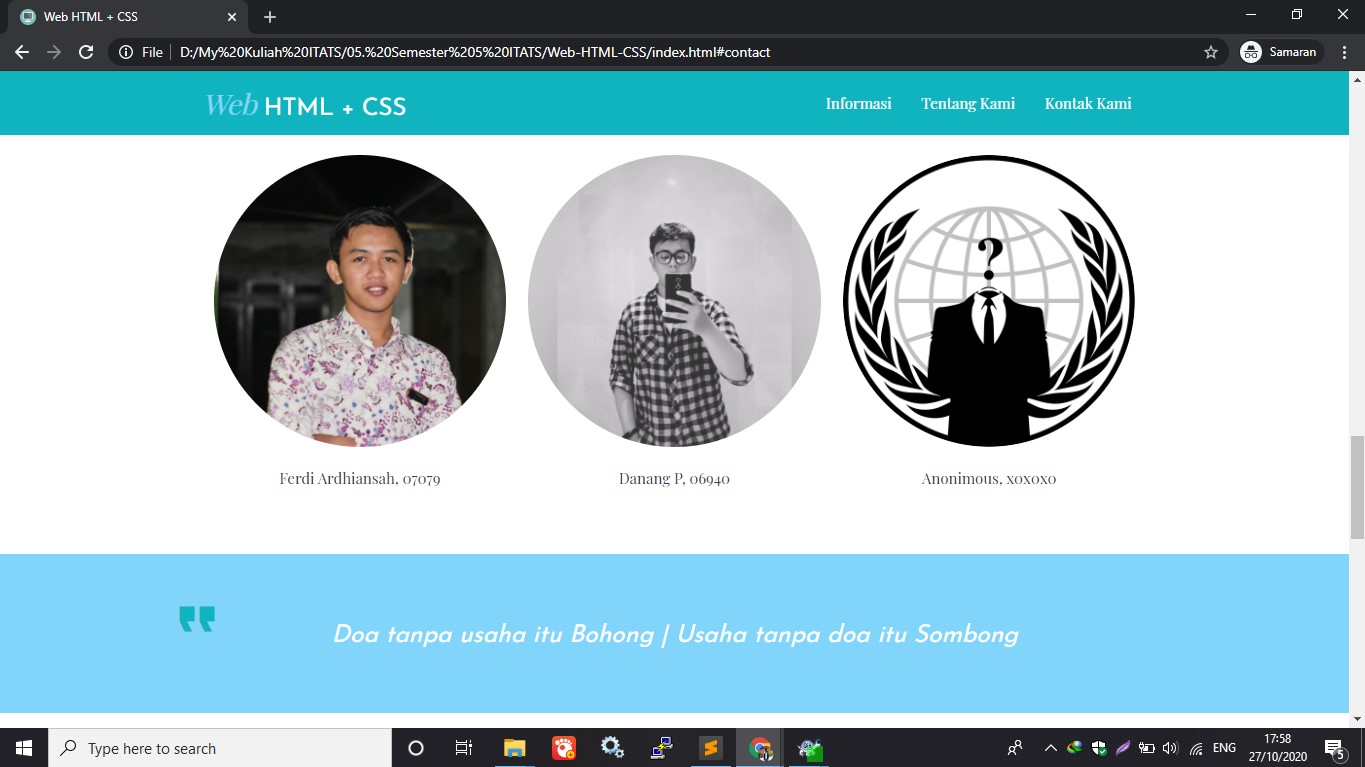 Web HTML + CSS
File
D:/My%20Kuliah%20ITATS/05.%20Semester%205%20ITATS/Web-HTML-CSS/index.html#contact
Samaran
Web HTML + CSS
Informasi
Tentang Kami
Kontak Kami
?
Ferdi Ardhiansah, 07079
Danang P, 06940
Anonimous, x0x0x0
Doa tanpa usaha itu Bohong | Usaha tanpa doa itu Sombong
Type here to search
ENG
17:58
27/10/2020
5